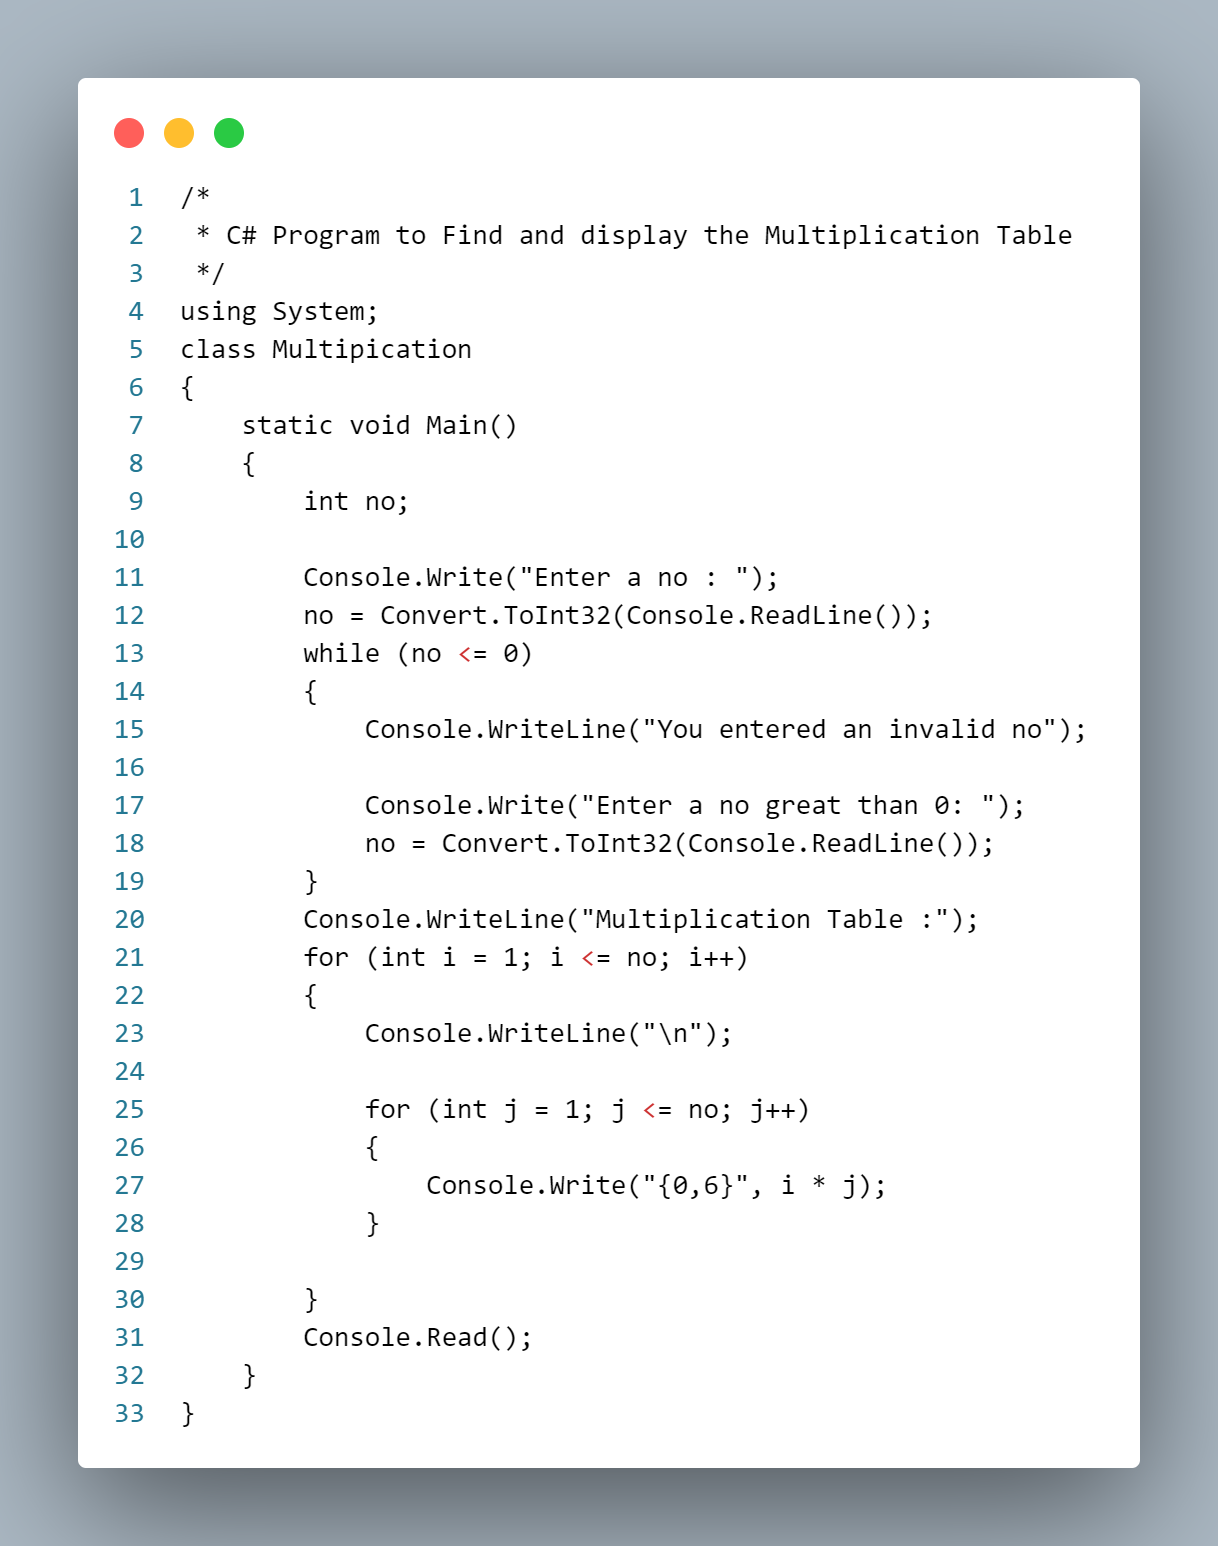 1 /*
2  * C# Program to Find and display the Multiplication Table
3  */
4 using System;
5 class Multipication
6 {
7     static void Main()
8     {
9         int no;
10
11         Console.Write("Enter a no : ");
12         no = Convert.ToInt32(Console.ReadLine());
13         while (no <= 0)
14         {
15             Console.WriteLine("You entered an invalid no");
16
17             Console.Write("Enter a no great than 0: ");
18             no = Convert.ToInt32(Console.ReadLine());
19         }
20         Console.WriteLine("Multiplication Table :");
21         for (int i = 1; i <= no; i++)
22         {
23             Console.WriteLine("\n");
24
25             for (int j = 1; j <= no; j++)
26             {
27                 Console.Write("{0,6}", i * j);
28             }
29
30         }
31         Console.Read();
32     }
33 }